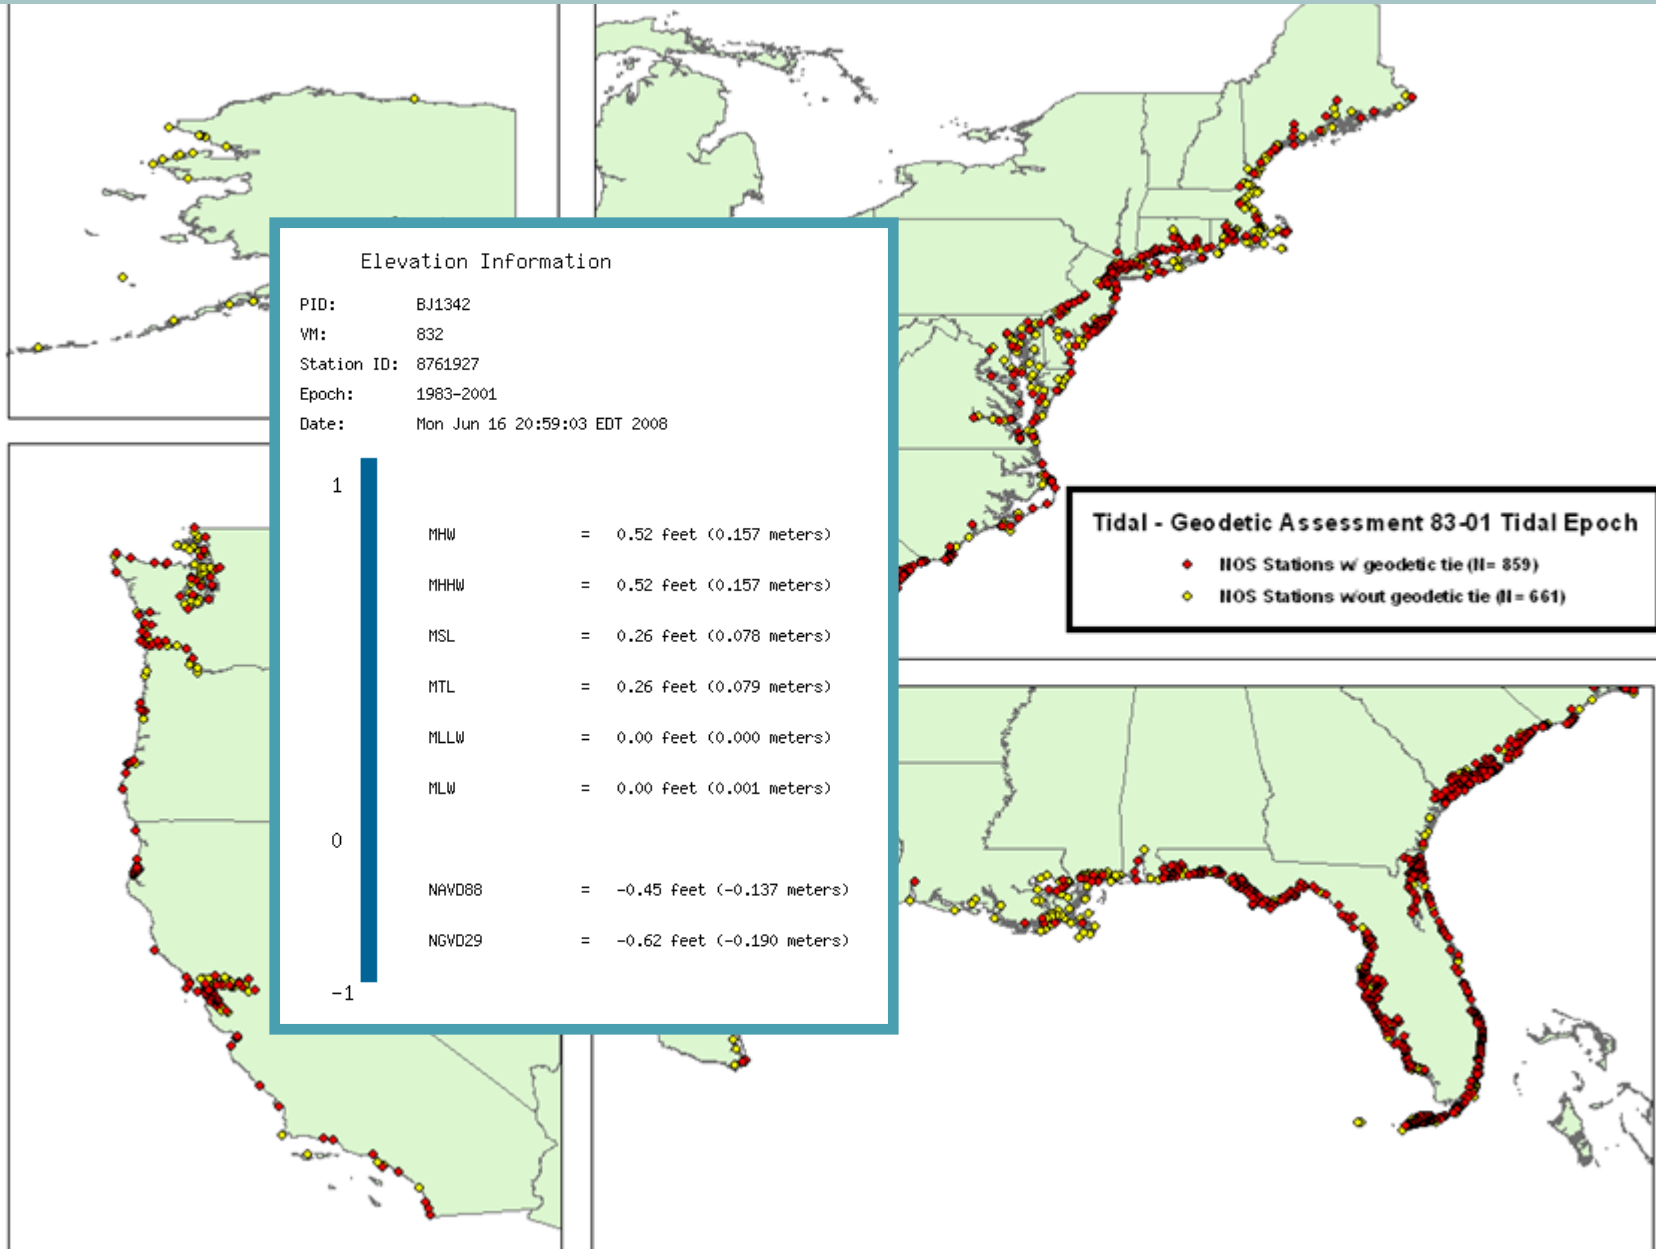 Elevation Information
PID: BJ1342
VM: 832
Station ID: 8761927
Epoch: 1983-2001
Date: Mon Jun 16 20:59:03 EDT 2008
1
MHW = 0.52 feet (0.157 meters)
MHHW = 0.52 feet (0.157 meters)
MSL = 0.26 feet (0.078 meters)
MTL = 0.26 feet (0.079 meters)
MLLW = 0.00 feet (0.000 meters)
MLW = 0.00 feet (0.001 meters)
0
NAVD88 = -0.45 feet (-0.137 meters)
NGVD29 = -0.62 feet (-0.190 meters)
-1
Tidal - Geodetic Assessment 83-01 Tidal Epoch
NOS Stations w/ geodetic tie (N= 859)
NOS Stations w/out geodetic tie (N= 661)